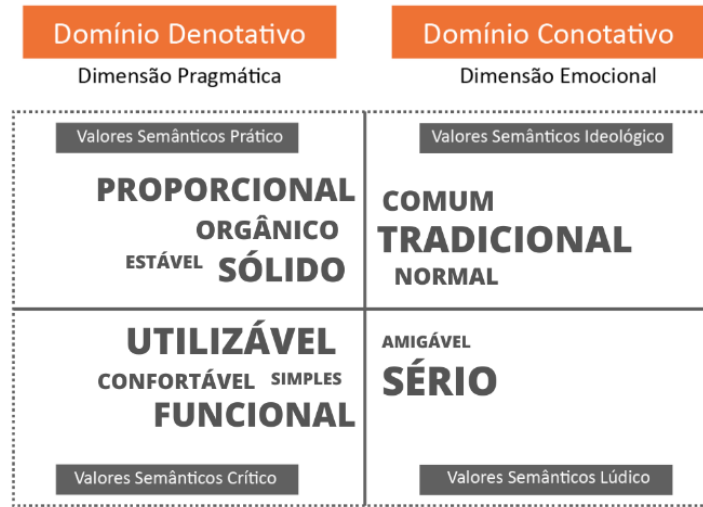 Domínio Denotativo
Domínio Conotativo
Dimensão Pragmática
Dimensão Emocional
Valores Semânticos Prático
PROPORCIONAL
ORGÂNICO
ESTÁVEL SÓLIDO
Valores Semânticos Ideológico
COMUM
TRADICIONAL
NORMAL
UTILIZÁVEL
CONFORTÁVEL SIMPLES
FUNCIONAL
Valores Semânticos Crítico
AMIGÁVEL
SÉRIO
Valores Semânticos Lúdico